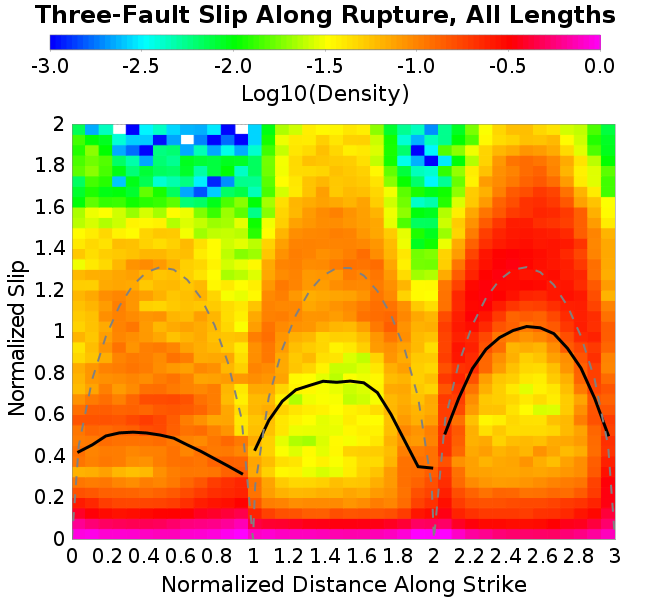 Three-Fault Slip Along Rupture, All Lengths
-3.0 -2.5 -2.0 -1.5 -1.0 -0.5 0.0
Log10(Density)
Normalized Slip
2
1.8
1.6
1.4
1.2
1
0.8
0.6
0.4
0.2
0
0 0.2 0.4 0.6 0.8 1 1.2 1.4 1.6 1.8 2 2.2 2.4 2.6 2.8 3
Normalized Distance Along Strike